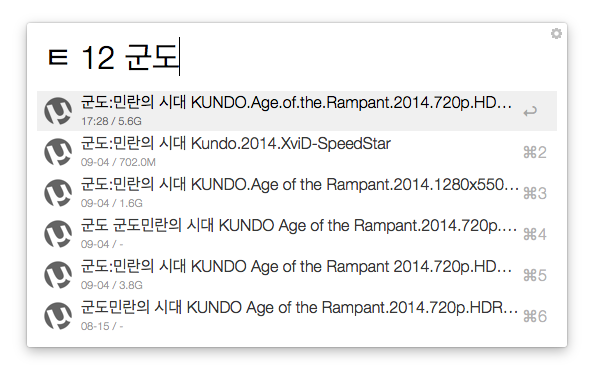 ㅌ 12 군도
군도:민란의 시대 KUNDO.Age.of.the.Rampant.2014.720p.HD…
17:28 / 5.6G
군도:민란의 시대 Kundo.2014.XviD-SpeedStar
09-04 / 702.0M
⌘2
군도:민란의 시대 KUNDO.Age of the Rampant.2014.1280x550…
09-04 / 1.6G
⌘3
군도 군도민란의 시대 KUNDO Age of the Rampant.2014.720p.…
09-04 / -
⌘4
군도:민란의 시대 KUNDO Age of the Rampant 2014.720p.HD…
09-04 / 3.8G
⌘5
군도민란의 시대 KUNDO Age of the Rampant.2014.720p.HDR…
08-15 / -
⌘6